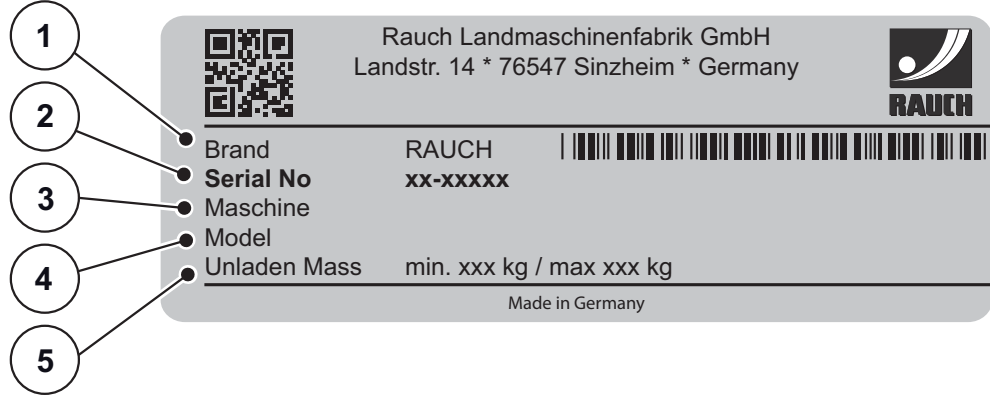 1
2
3
4
5
Rauch Landmaschinenfabrik GmbH
Landstr. 14 * 76547 Sinzheim * Germany
RAUCH
Brand RAUCH
Serial No xx-xxxxx
Maschine
Model
Unladen Mass min. xxx kg / max xxx kg
Made in Germany